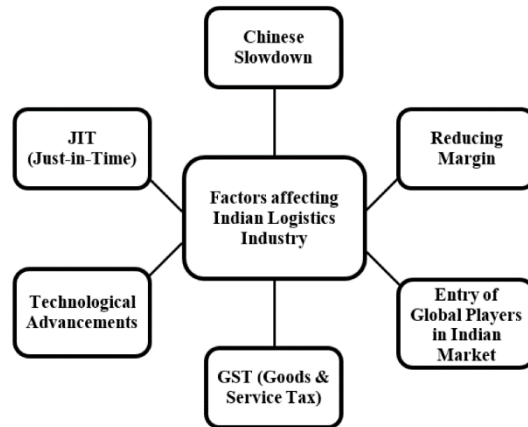 Chinese
Slowdown
JIT
(Just-in-Time)
Reducing
Margin
Factors affecting
Indian Logistics
Industry
Technological
Advancements
Entry of
Global Players
in Indian
Market
GST (Goods &
Service Tax)